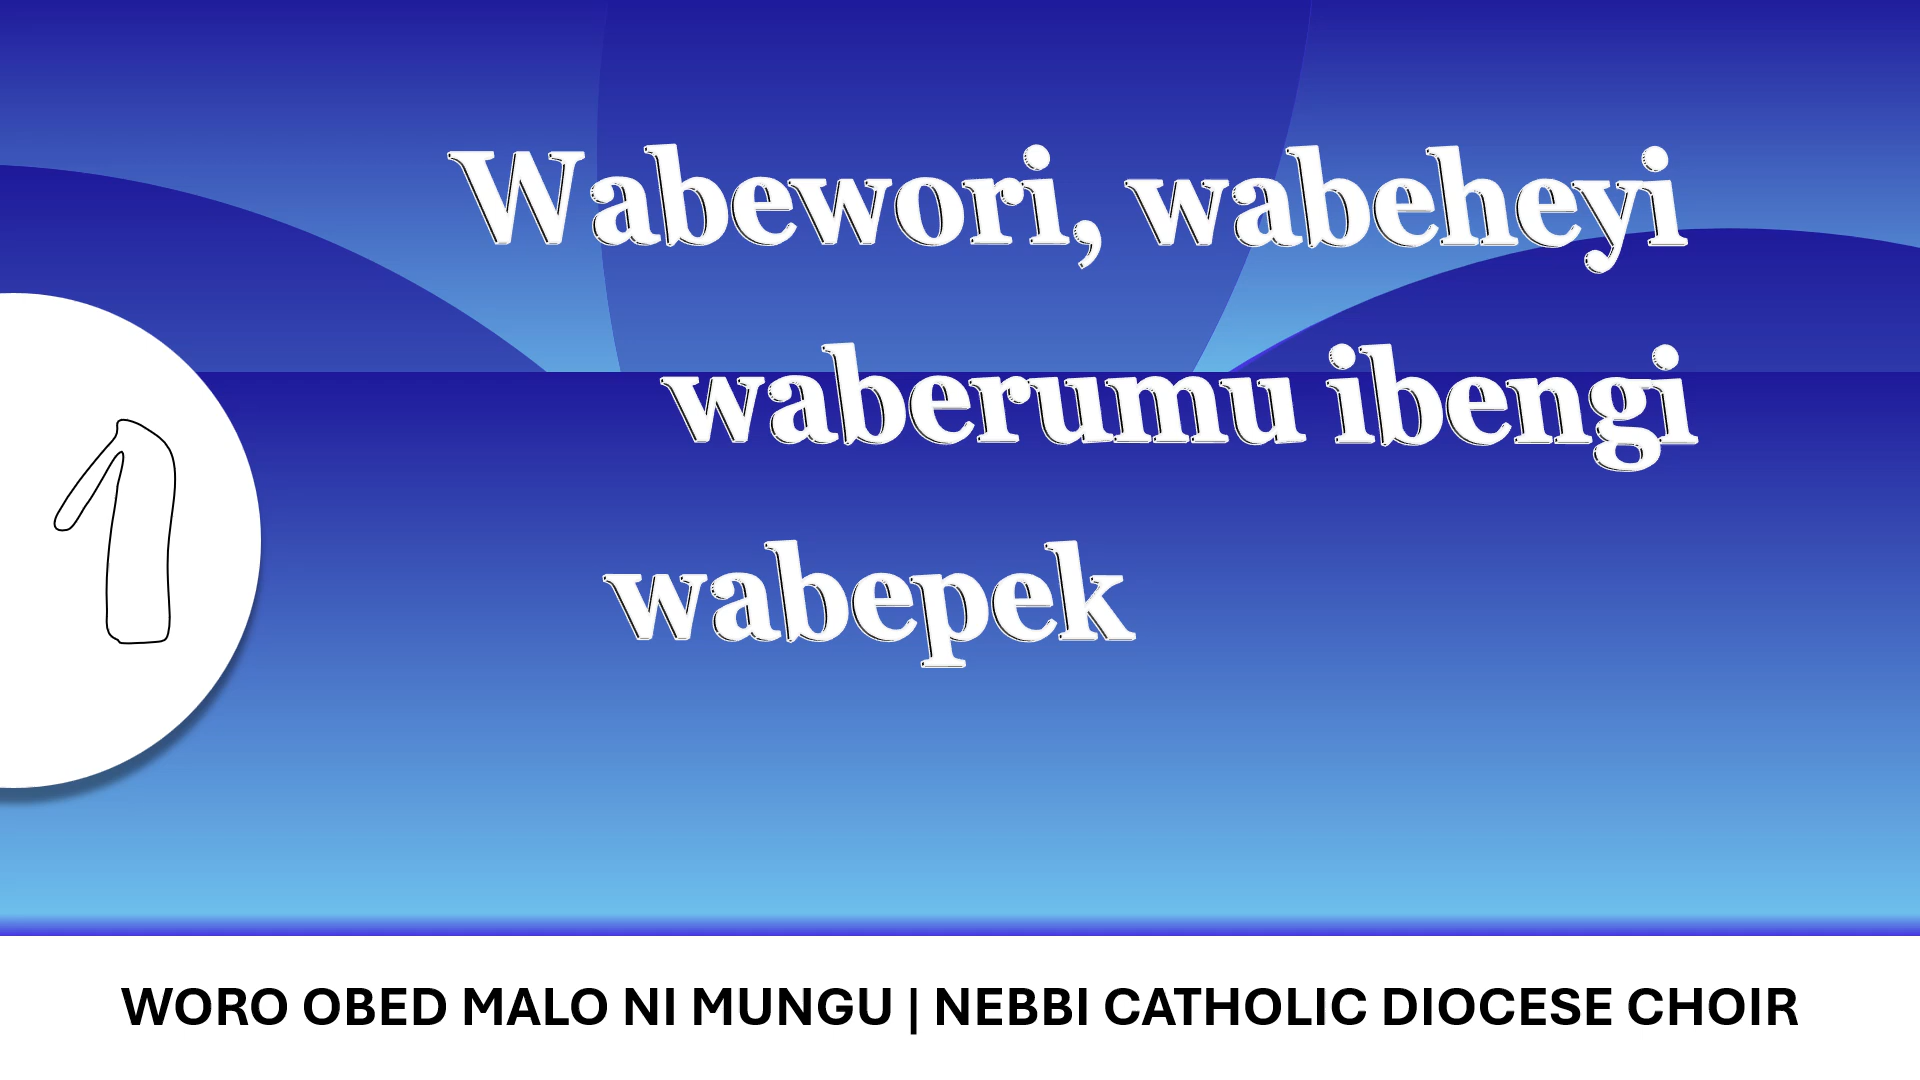 Wabewori, wabeheyi
waberumu ibengi
wabepek
1
WORO OBED MALO NI MUNGU | NEBBI CATHOLIC DIOCESE CHOIR